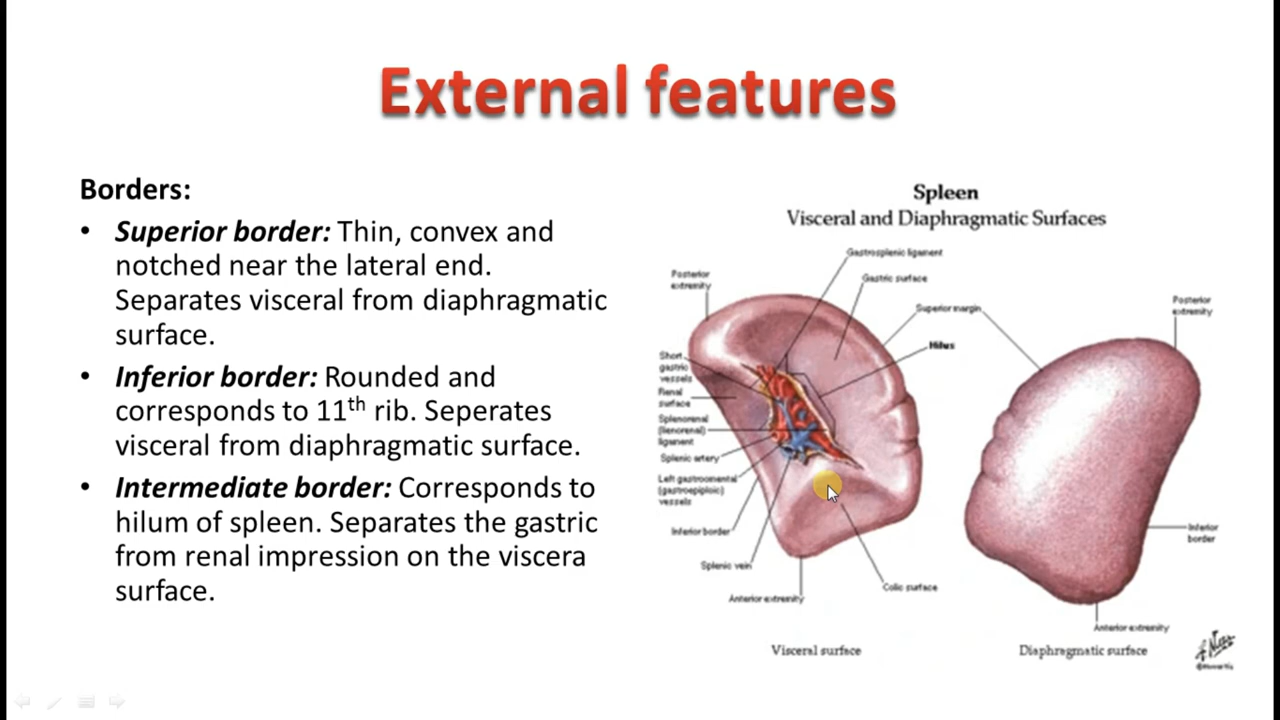 External features
Borders:
• Superior border: Thin, convex and
notched near the lateral end.
Separates visceral from diaphragmatic
surface.
• Inferior border: Rounded and
corresponds to 11th rib. Seperates
visceral from diaphragmatic surface.
• Intermediate border: Corresponds to
hilum of spleen. Separates the gastric
from renal impression on the viscera
surface.
Spleen
Visceral and Diaphragmatic Surfaces
Gastrosplenic ligament
Posterior
extremity
Gastric surface
Superior margin
Hilus
Short
gastric
vessels
Renal
surface
Splenorenal
(lienorenal)
ligament
Splenic artery
Left gastroomental
(gastroepiploic)
vessels
Inferior border
Splenic vein
Anterior extremity
Colic surface
Visceral surface
Posterior
extremity
Inferior
border
Anterior extremity
Diaphragmatic surface